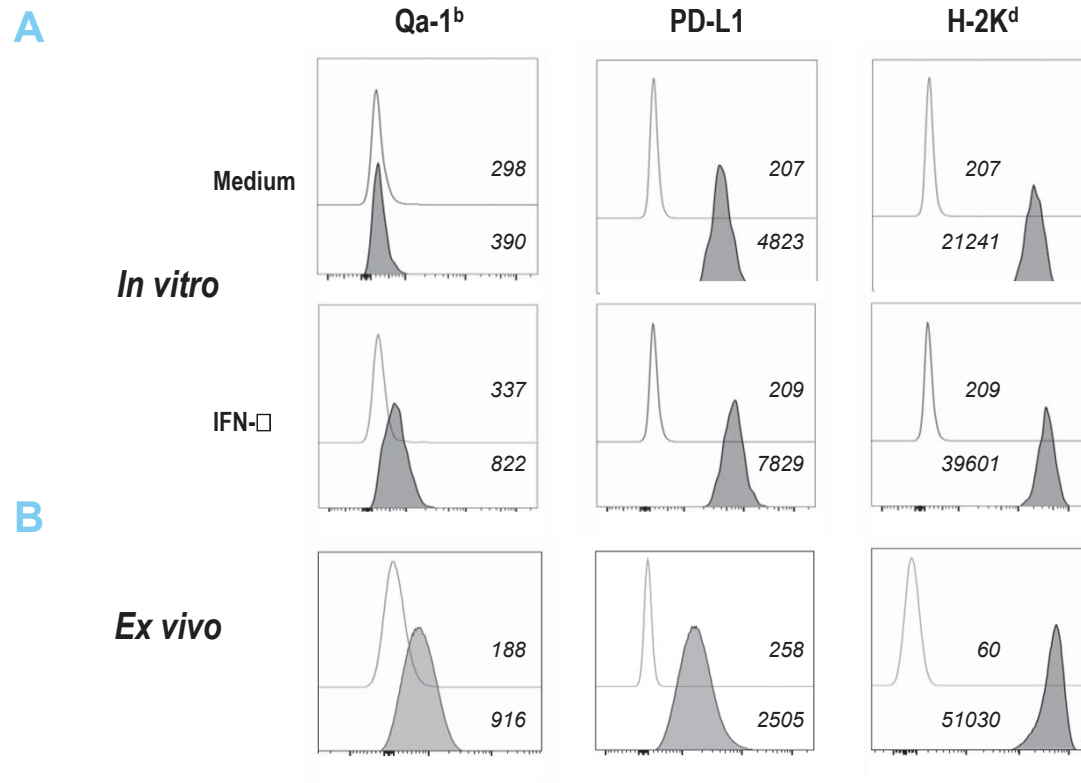 A
Qa-1ᵇ PD-L1 H-2Kᵈ
Medium
298 207 207
390 4823 21241
In vitro
IFN-□
337 209 209
822 7829 39601
B
Ex vivo
188 258 60
916 2505 51030